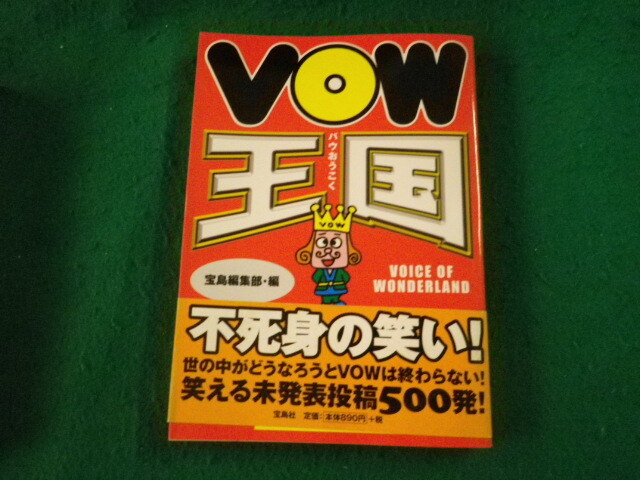 VOW
王国
バウおうこく
VOW
宝島編集部・編
VOICE OF
WONDERLAND
不死身の笑い!
世の中がどうなろうとVOWは終わらない!
笑える未発表投稿500発!
宝島社 定価:本体890円+税